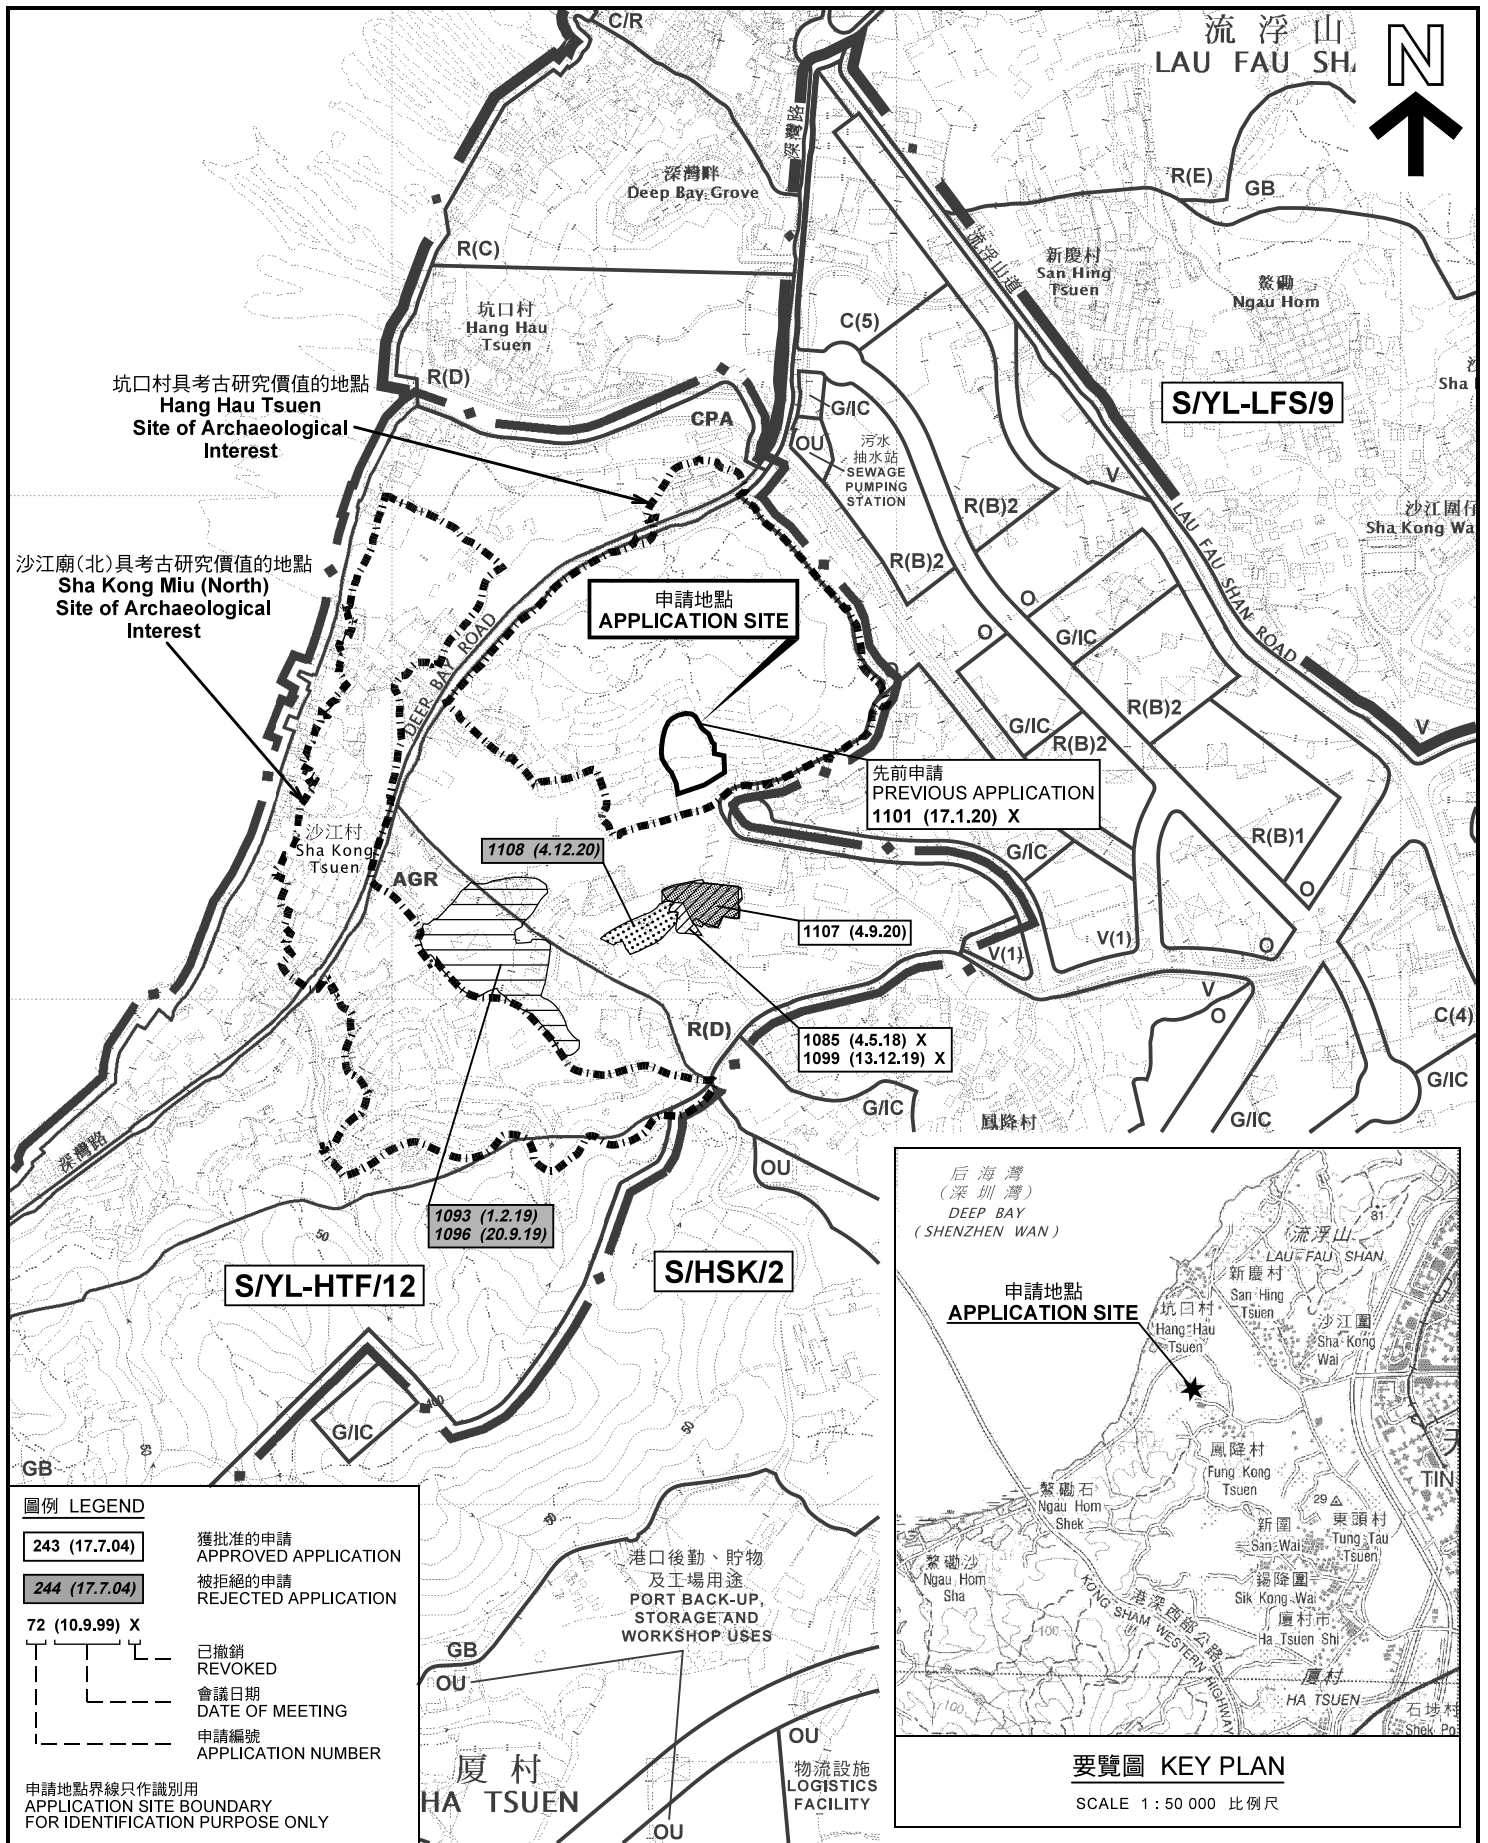 C/R
流浮山
LAU FAU SHA
N
深灣路
深灣畔
Deep Bay Grove
R(E)
GB
R(C)
流浮山道
新慶村
San Hing
Tsuen
鰲磡
Ngau Hom
坑口村
Hang Hau
Tsuen
C(5)
坑口村具考古研究價值的地點
Hang Hau Tsuen
Site of Archaeological
Interest
R(D)
CPA
G/IC
OU
污水
抽水站
SEWAGE
PUMPING
STATION
S/YL-LFS/9
Sha
V
R(B)2
沙江圍仔
Sha Kong Wa
LAU FAU SHAN ROAD
沙江廟(北)具考古研究價值的地點
Sha Kong Miu (North)
Site of Archaeological
Interest
R(B)2
申請地點
APPLICATION SITE
DEEP BAY ROAD
O
O
G/IC
R(B)2
G/IC
R(B)2
V
先前申請
PREVIOUS APPLICATION
1101 (17.1.20) X
沙江村
Sha Kong
Tsuen
1108 (4.12.20)
AGR
G/IC
R(B)1
O
1107 (4.9.20)
V(1)
V(1)
O
V
O
R(D)
1085 (4.5.18) X
1099 (13.12.19) X
C(4)
G/IC
G/IC
G/IC
鳳降村
深灣路
OU
1093 (1.2.19)
1096 (20.9.19)
50
S/YL-HTF/12
S/HSK/2
G/IC
100
50
50
GB
50
港口後勤、貯物
及工場用途
PORT BACK-UP,
STORAGE AND
WORKSHOP USES
GB
OU
OU
物流設施
LOGISTICS
FACILITY
厦村
HA TSUEN
OU
圖例 LEGEND
243 (17.7.04)
獲批准的申請
APPROVED APPLICATION
244 (17.7.04)
被拒絕的申請
REJECTED APPLICATION
72 (10.9.99) X
已撤銷
REVOKED
會議日期
DATE OF MEETING
申請編號
APPLICATION NUMBER
申請地點界線只作識別用
APPLICATION SITE BOUNDARY
FOR IDENTIFICATION PURPOSE ONLY
后海灣
(深圳灣)
DEEP BAY
(SHENZHEN WAN)
81
流浮山
LAU FAU SHAN
新慶村
San Hing
Tsuen
申請地點
APPLICATION SITE
坑口村
Hang Hau
Tsuen
沙江圍
Sha Kong
Wai
鳳降村
Fung Kong
Tsuen
天
TIN
鰲磡石
Ngau Hom
Shek
29
新圍
San Wai
東頭村
Tung Tau
Tsuen
鰲磡沙
Ngau Hom
Sha
錫降圍
Sik Kong Wai
港深西部公路
KONG SHAM WESTERN HIGHWAY
廈村市
Ha Tsuen Shi
100
廈村
HA TSUEN
100
石埗村
Shek Po
要覽圖 KEY PLAN
SCALE 1 : 50 000 比例尺